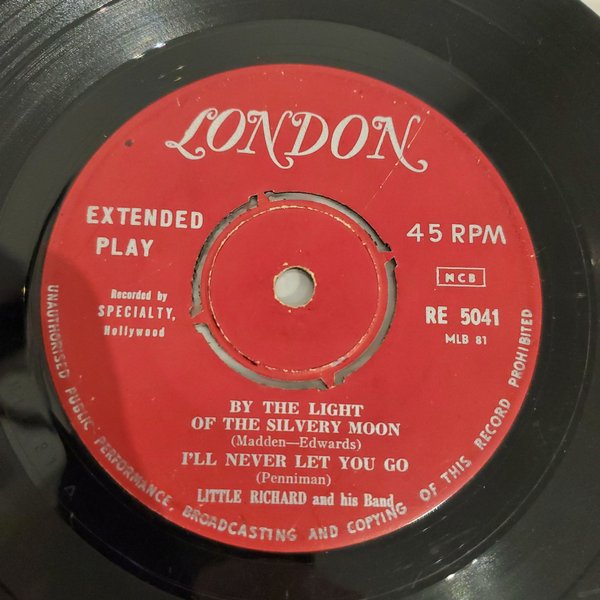 LONDON
EXTENDED
PLAY
45 RPM
NCB
Recorded by
SPECIALTY,
Hollywood
RE 5041
MLB 81
BY THE LIGHT
OF THE SILVERY MOON
(Madden—Edwards)
I'LL NEVER LET YOU GO
(Penniman)
LITTLE RICHARD and his Band
UNAUTHORISED PUBLIC PERFORMANCE, BROADCASTING AND COPYING OF THIS RECORD PROHIBITED